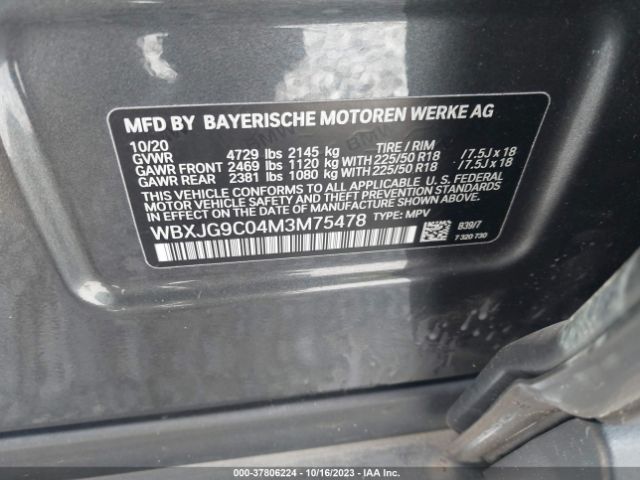 MFD BY BAYERISCHE MOTOREN WERKE AG
10/20 TIRE / RIM
GVWR 4729 lbs 2145 kg
GAWR FRONT 2469 lbs 1120 kg WITH 225/50 R18 /7.5J x 18
GAWR REAR 2381 lbs 1080 kg WITH 225/50 R18 /7.5J x 18
THIS VEHICLE CONFORMS TO ALL APPLICABLE U.S. FEDERAL
MOTOR VEHICLE SAFETY, BUMPER, AND THEFT PREVENTION STANDARDS
IN EFFECT ON THE DATE OF MANUFACTURE SHOWN ABOVE.
WBXJG9C04M3M75478 TYPE: MPV
B39/7
7 320 730
000-37806224 - 10/16/2023 - IAA Inc.